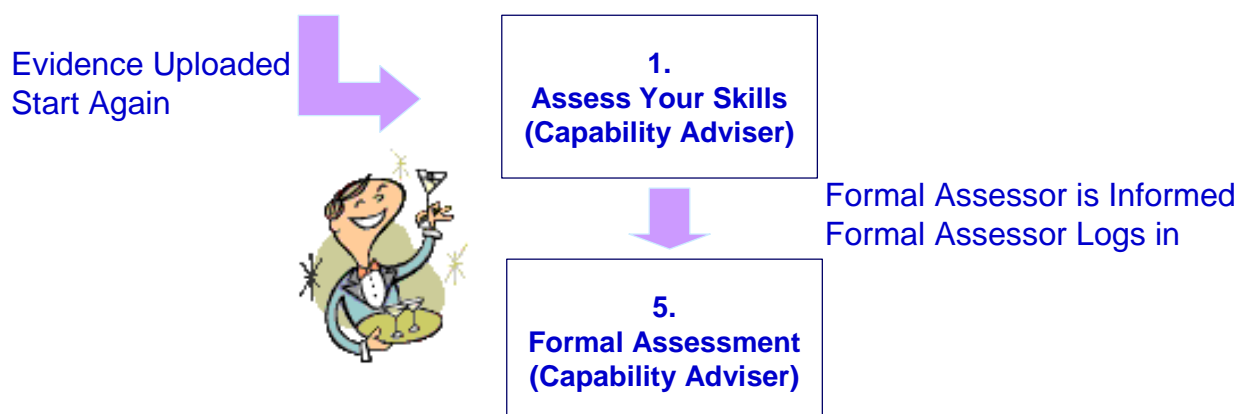 Evidence Uploaded
Start Again
1.
Assess Your Skills
(Capability Adviser)
Formal Assessor is Informed
Formal Assessor Logs in
5.
Formal Assessment
(Capability Adviser)